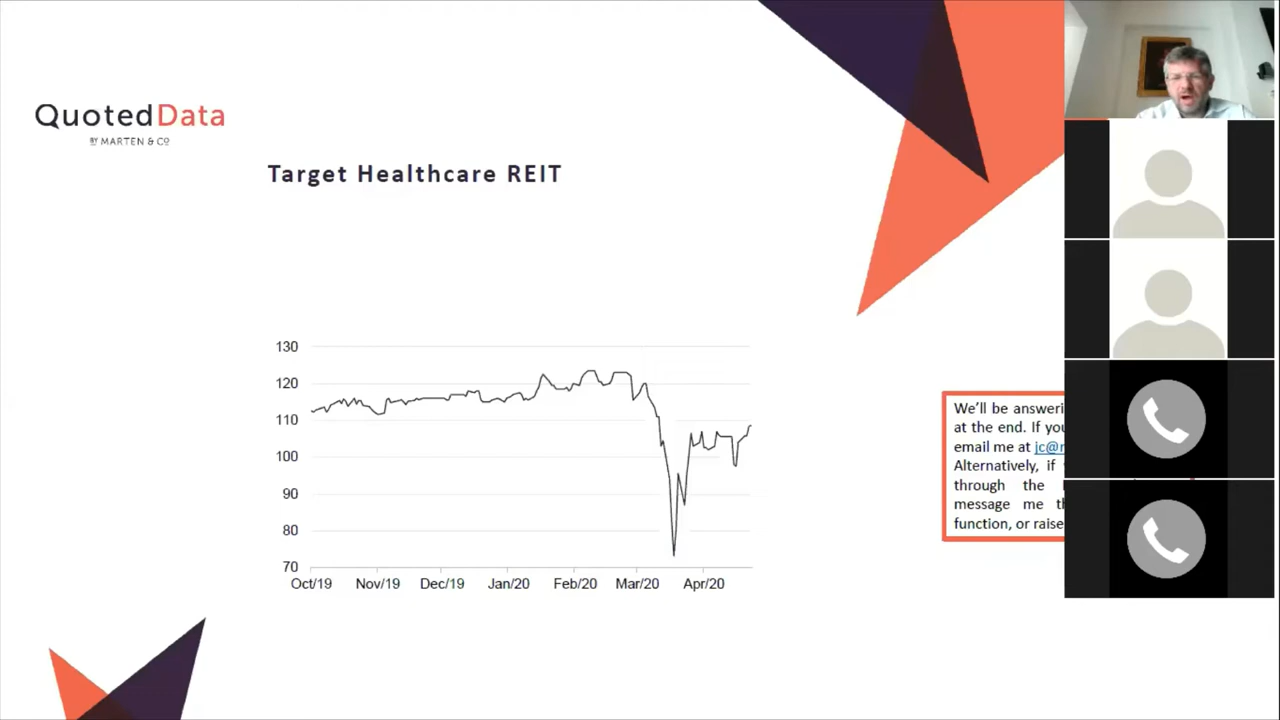 QuotedData
BY MARTEN & CO
Target Healthcare REIT
130
120
110
100
90
80
70
Oct/19 Nov/19 Dec/19 Jan/20 Feb/20 Mar/20 Apr/20
We'll be answeri
at the end. If you
email me at jc@
Alternatively, if
through the
message me th
function, or raise